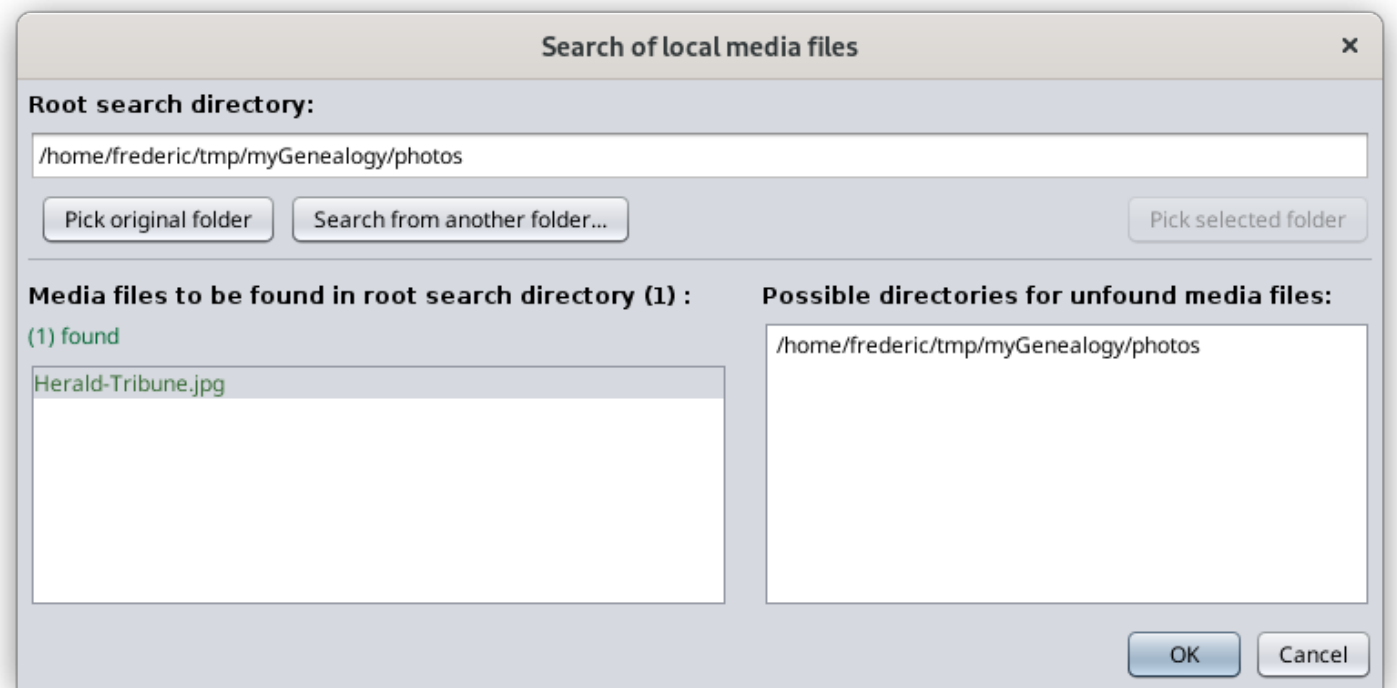 Search of local media files
×
Root search directory:
/home/frederic/tmp/myGenealogy/photos
Pick original folder
Search from another folder...
Pick selected folder
Media files to be found in root search directory (1) :
(1) found
Herald-Tribune.jpg
Possible directories for unfound media files:
/home/frederic/tmp/myGenealogy/photos
OK
Cancel